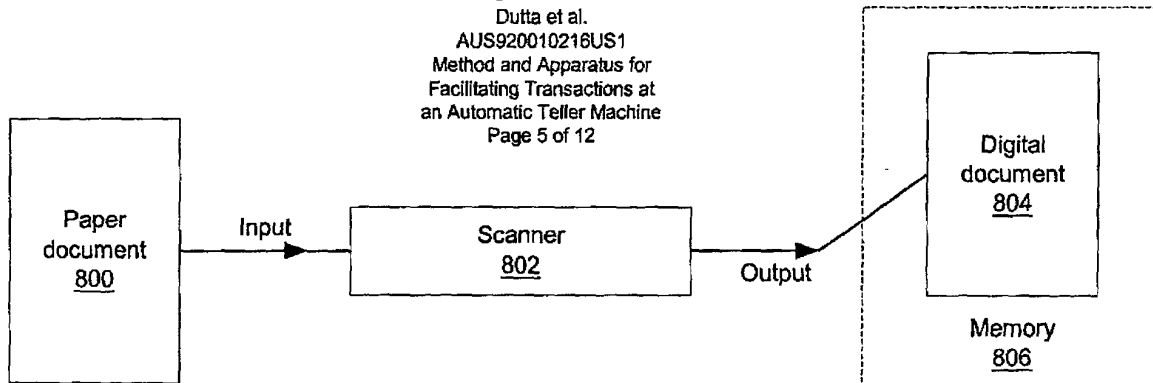 Dutta et al.
AUS920010216US1
Method and Apparatus for
Facilitating Transactions at
an Automatic Teller Machine
Page 5 of 12
Paper
document
800
Input
Scanner
802
Output
Digital
document
804
Memory
806